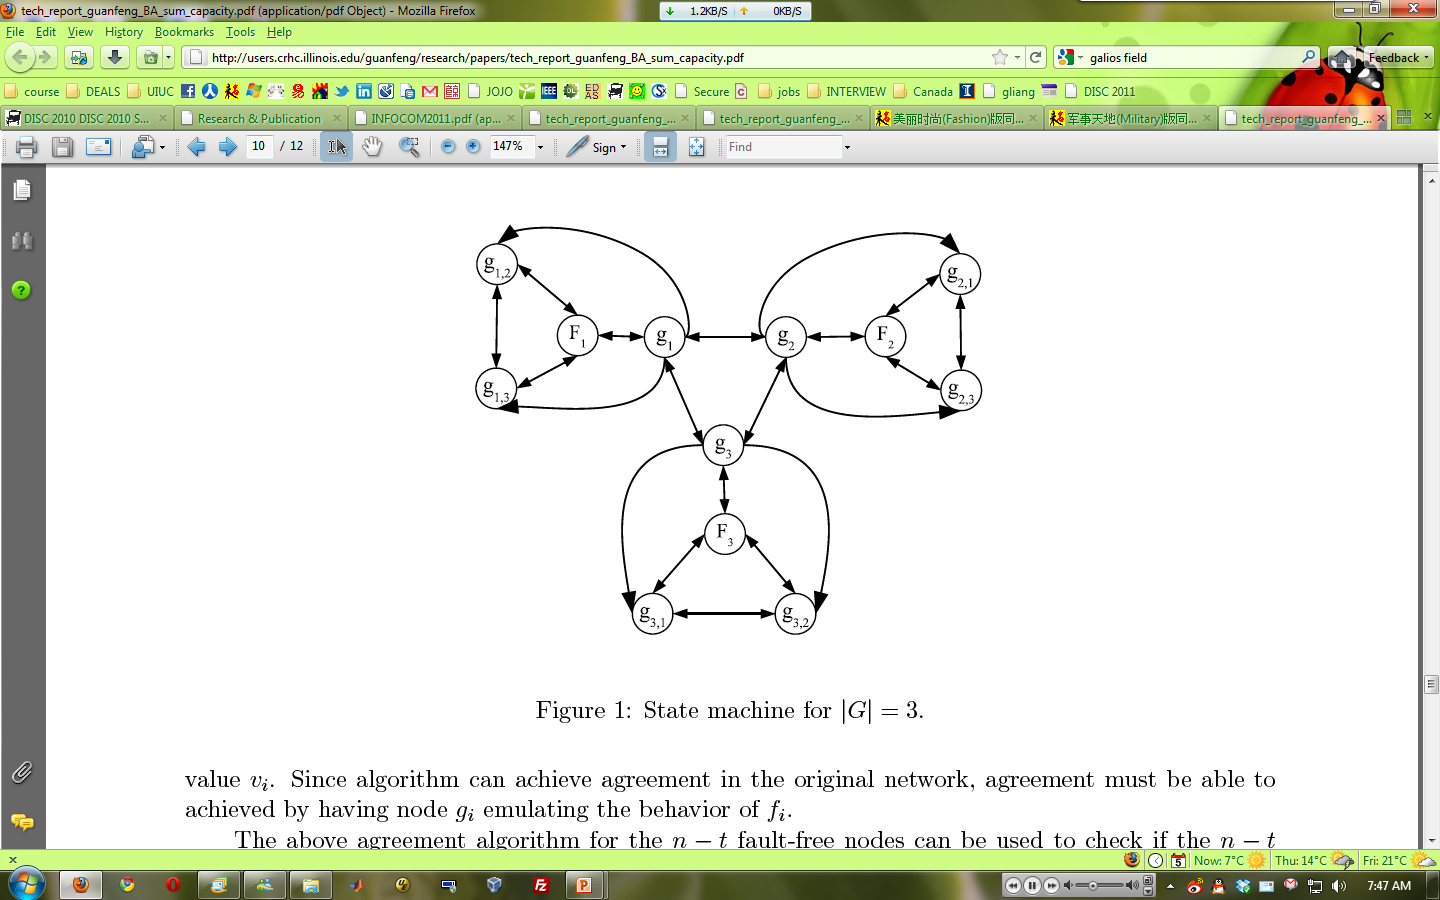 tech_report_guanfeng_BA_sum_capacity.pdf (application/pdf Object) - Mozilla Firefox
1.2KB/S 0KB/S
File Edit View History Bookmarks Tools Help
http://users.crhc.illinois.edu/guanfeng/research/papers/tech_report_guanfeng_BA_sum_capacity.pdf
galios field
Feedback
course DEALS UIUC JOJO Secure jobs INTERVIEW Canada gliang DISC 2011
DISC 2010 DISC 2010 S... Research & Publication INFOCOM2011.pdf (ap... tech_report_guanfeng_... tech_report_guanfeng_... 美丽时尚(Fashion)版同... 军事天地(Military)版同... tech_report_guanfeng_...
10 / 12 147% Sign Find
g1,2
g2,1
F1 g1 g2 F2
g1,3 g2,3
g3
F3
g3,1 g3,2
Figure 1: State machine for |G| = 3.
value vi. Since algorithm can achieve agreement in the original network, agreement must be able to
achieved by having node gi emulating the behavior of fi.
The above agreement algorithm for the n − t fault-free nodes can be used to check if the n − t
Now: 7°C Thu: 14°C Fri: 21°C
7:47 AM